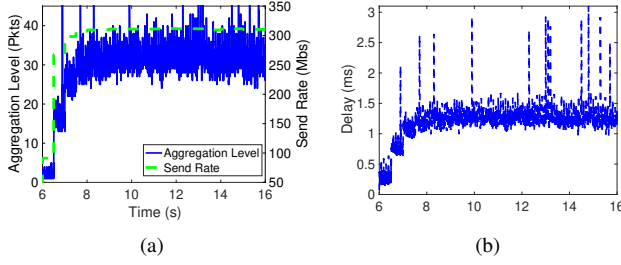 Aggregation Level (Pkts)
40
30
20
10
0
350
300
250
200
150
100
50
Send Rate (Mbs)
Aggregation Level
Send Rate
6 8 10 12 14 16
Time (s)
(a)
Delay (ms)
3
2.5
2
1.5
1
0.5
0
6 8 10 12 14 16
(b)